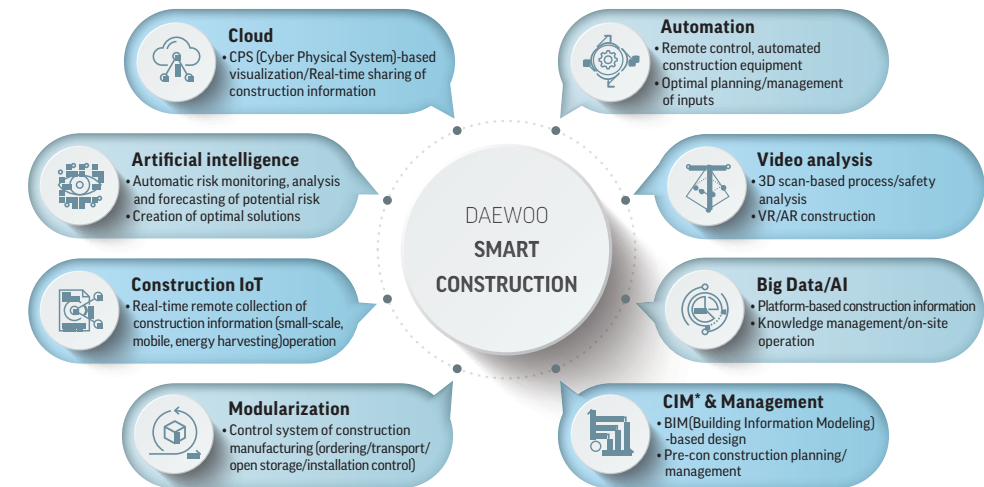 Cloud
• CPS (Cyber Physical System)-based
visualization/Real-time sharing of
construction information
Automation
• Remote control, automated
construction equipment
• Optimal planning/management
of inputs
Artificial intelligence
• Automatic risk monitoring, analysis
and forecasting of potential risk
• Creation of optimal solutions
Video analysis
• 3D scan-based process/safety
analysis
• VR/AR construction
DAEWOO
SMART
CONSTRUCTION
Construction IoT
• Real-time remote collection of
construction information (small-scale,
mobile, energy harvesting)operation
Big Data/AI
• Platform-based construction information
• Knowledge management/on-site
operation
Modularization
• Control system of construction
manufacturing (ordering/transport/
open storage/installation control)
CIM* & Management
• BIM(Building Information Modeling)
-based design
• Pre-con construction planning/
management